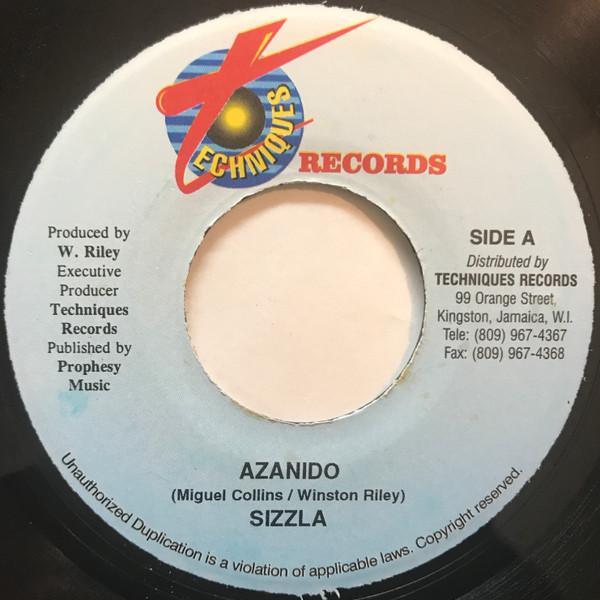 TECHNIQUES
RECORDS
Produced by
W. Riley
Executive
Producer
Techniques
Records
Published by
Prophesy
Music
SIDE A
Distributed by
TECHNIQUES RECORDS
99 Orange Street,
Kingston, Jamaica, W.I.
Tele: (809) 967-4367
Fax: (809) 967-4368
AZANIDO
(Miguel Collins / Winston Riley)
SIZZLA
Unauthorized Duplication is a violation of applicable laws. Copyright reserved.